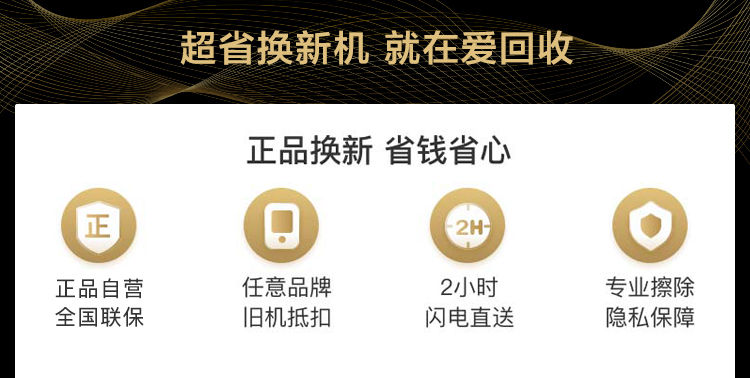 超省换新机 就在爱回收
正品换新 省钱省心
正
2H
正品自营
全国联保
任意品牌
旧机抵扣
2小时
闪电直送
专业擦除
隐私保障